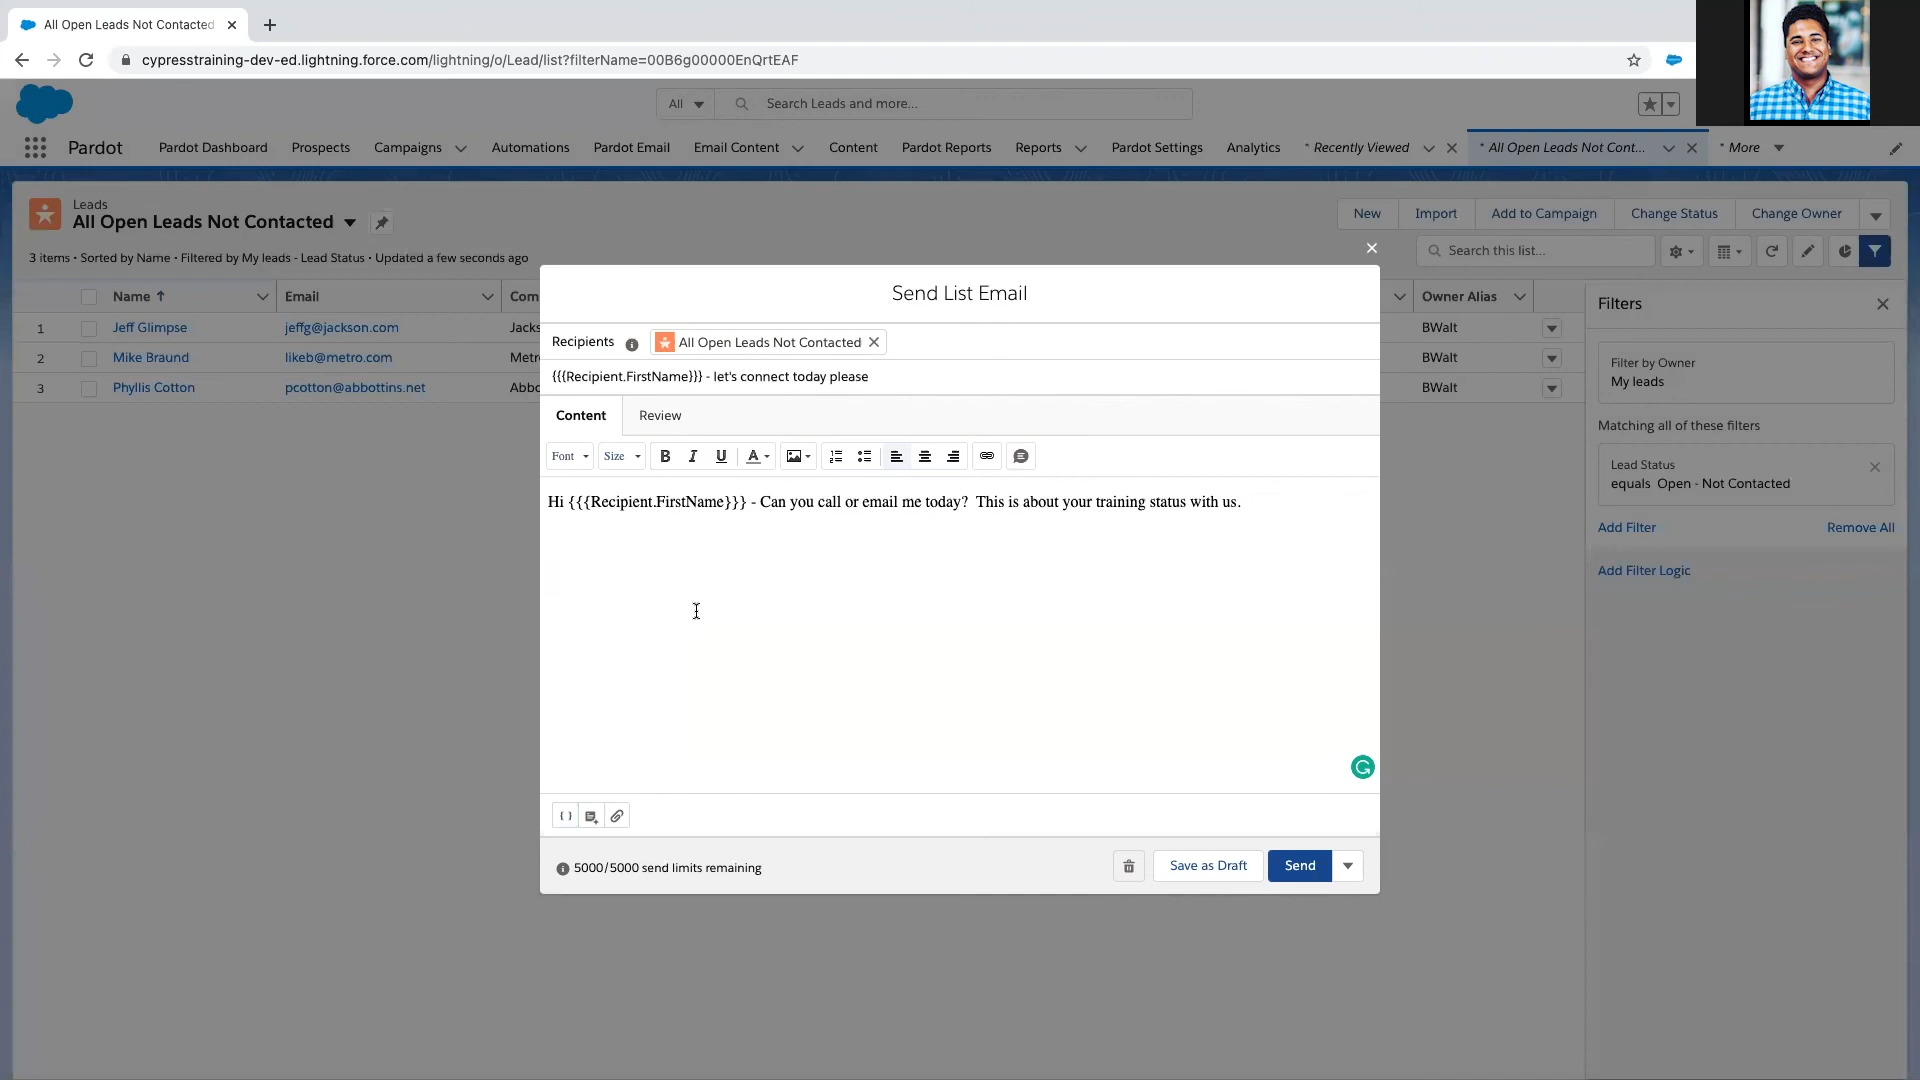 All Open Leads Not Contacted
cypresstraining-dev-ed.lightning.force.com/lightning/o/Lead/list?filterName=00B6g00000EnQrtEAF
All
Search Leads and more...
Pardot
Pardot Dashboard
Prospects
Campaigns
Automations
Pardot Email
Email Content
Content
Pardot Reports
Reports
Pardot Settings
Analytics
* Recently Viewed
* All Open Leads Not Cont...
* More
Leads
All Open Leads Not Contacted
New
Import
Add to Campaign
Change Status
Change Owner
3 items • Sorted by Name • Filtered by My leads - Lead Status • Updated a few seconds ago
Search this list...
Name
Email
Com
Owner Alias
1 Jeff Glimpse jeffg@jackson.com Jacks BWalt
2 Mike Braund likeb@metro.com Metr BWalt
3 Phyllis Cotton pcotton@abbottins.net Abbo BWalt
Send List Email
Recipients
All Open Leads Not Contacted
{{{Recipient.FirstName}}} - let's connect today please
Content
Review
Font
Size
B I U A
Hi {{{Recipient.FirstName}}} - Can you call or email me today?  This is about your training status with us.
{ }
5000/5000 send limits remaining
Save as Draft
Send
Filters
Filter by Owner
My leads
Matching all of these filters
Lead Status
equals  Open - Not Contacted
Add Filter
Remove All
Add Filter Logic